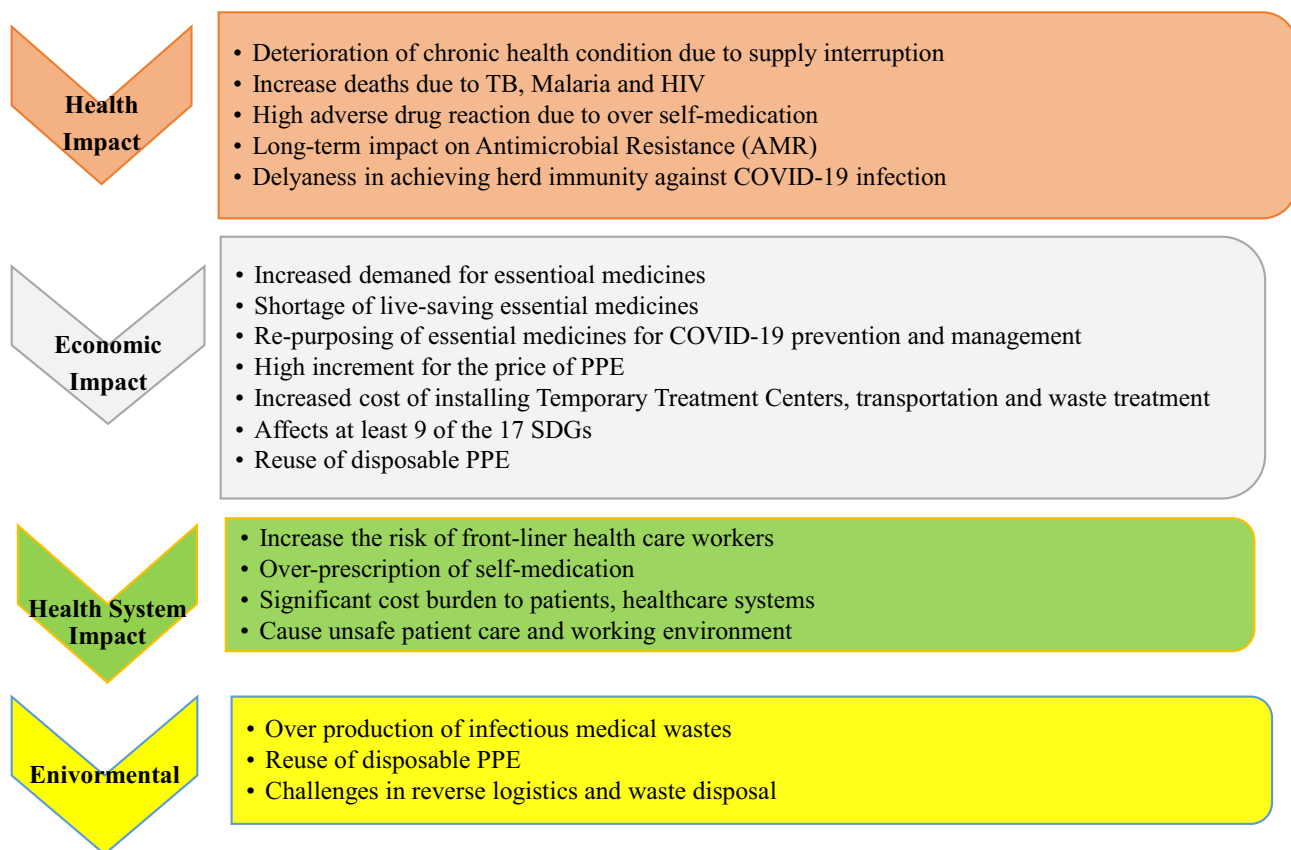 Health
Impact
• Deterioration of chronic health condition due to supply interruption
• Increase deaths due to TB, Malaria and HIV
• High adverse drug reaction due to over self-medication
• Long-term impact on Antimicrobial Resistance (AMR)
• Delyaness in achieving herd immunity against COVID-19 infection
Economic
Impact
• Increased demaned for essentioal medicines
• Shortage of live-saving essential medicines
• Re-purposing of essential medicines for COVID-19 prevention and management
• High increment for the price of PPE
• Increased cost of installing Temporary Treatment Centers, transportation and waste treatment
• Affects at least 9 of the 17 SDGs
• Reuse of disposable PPE
Health System
Impact
• Increase the risk of front-liner health care workers
• Over-prescription of self-medication
• Significant cost burden to patients, healthcare systems
• Cause unsafe patient care and working environment
Enivormental
• Over production of infectious medical wastes
• Reuse of disposable PPE
• Challenges in reverse logistics and waste disposal